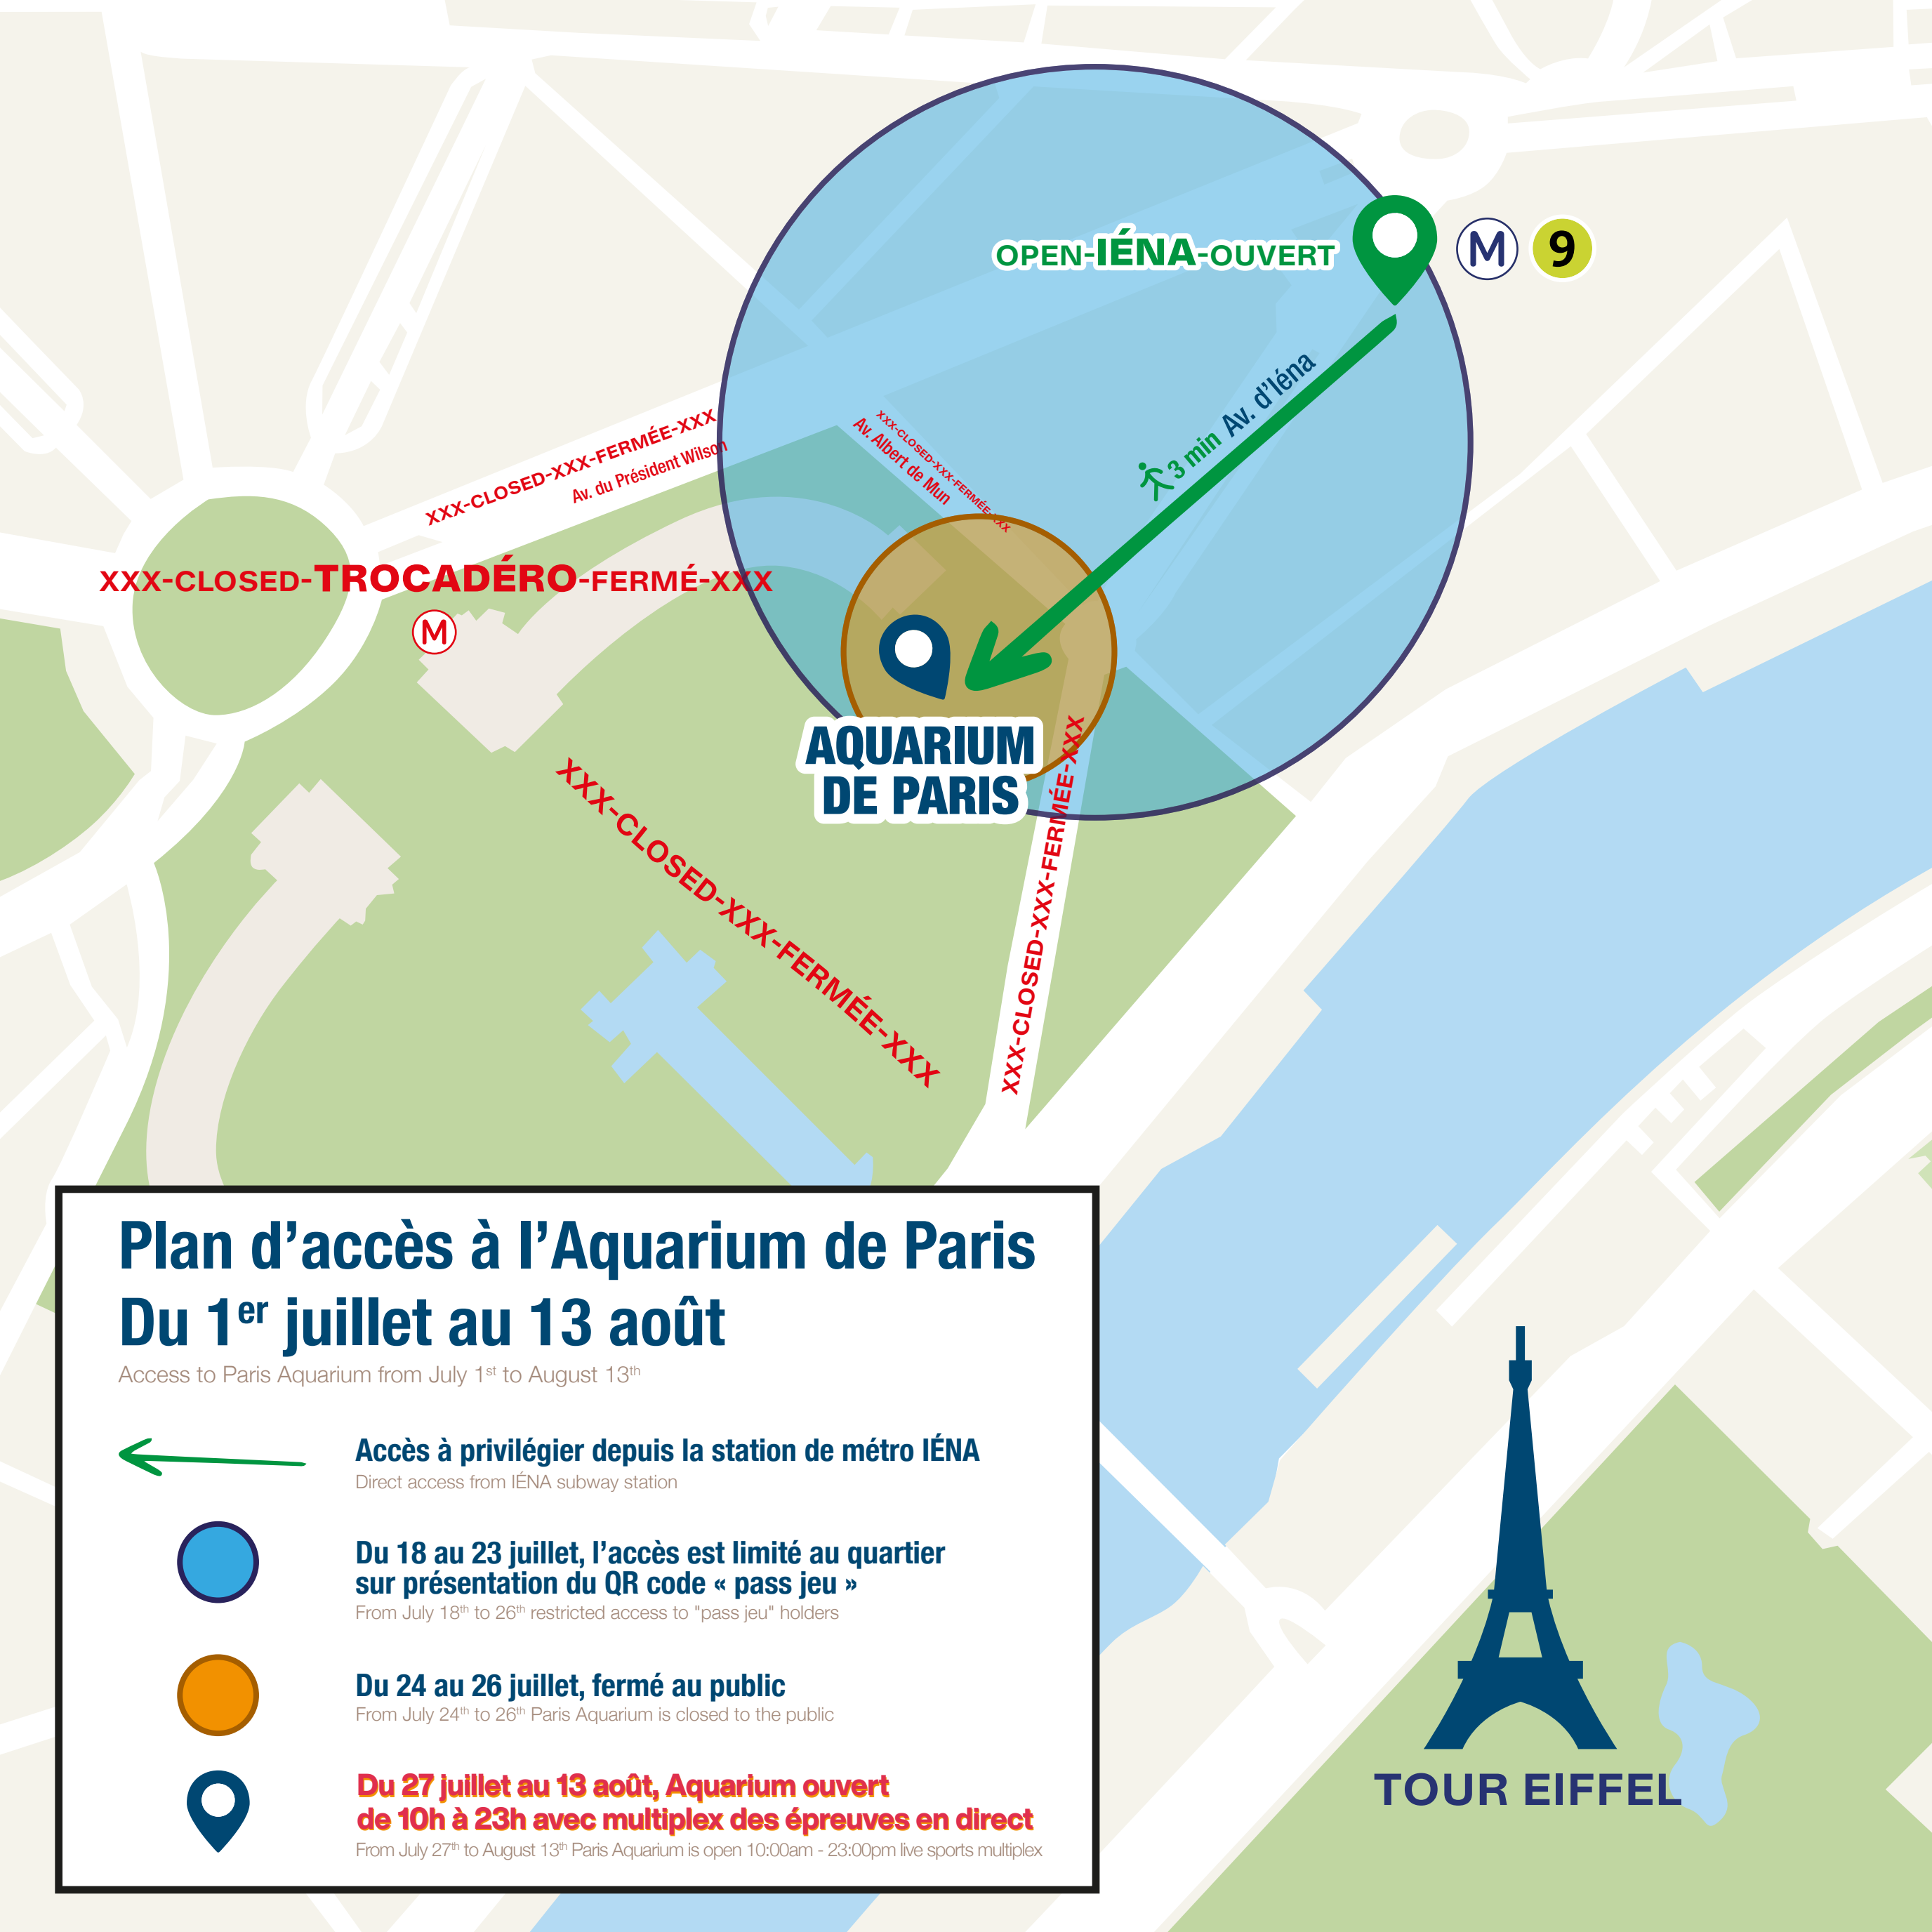 OPEN-IÉNA-OUVERT
M
9
3 min Av. d'Iéna
XXX-CLOSED-XXX-FERMÉE-XXX
Av. du Président Wilson
XXX-CLOSED-XXX-FERMÉE-XXX
Av. Albert de Mun
XXX-CLOSED-TROCADÉRO-FERMÉ-XXX
M
AQUARIUM
DE PARIS
XXX-CLOSED-XXX-FERMÉE-XXX
XXX-CLOSED-XXX-FERMÉE-XXX
Plan d'accès à l'Aquarium de Paris
Du 1er juillet au 13 août
Access to Paris Aquarium from July 1st to August 13th
Accès à privilégier depuis la station de métro IÉNA
Direct access from IÉNA subway station
Du 18 au 23 juillet, l'accès est limité au quartier
sur présentation du QR code « pass jeu »
From July 18th to 26th restricted access to "pass jeu" holders
Du 24 au 26 juillet, fermé au public
From July 24th to 26th Paris Aquarium is closed to the public
Du 27 juillet au 13 août, Aquarium ouvert
de 10h à 23h avec multiplex des épreuves en direct
From July 27th to August 13th Paris Aquarium is open 10:00am - 23:00pm live sports multiplex
TOUR EIFFEL